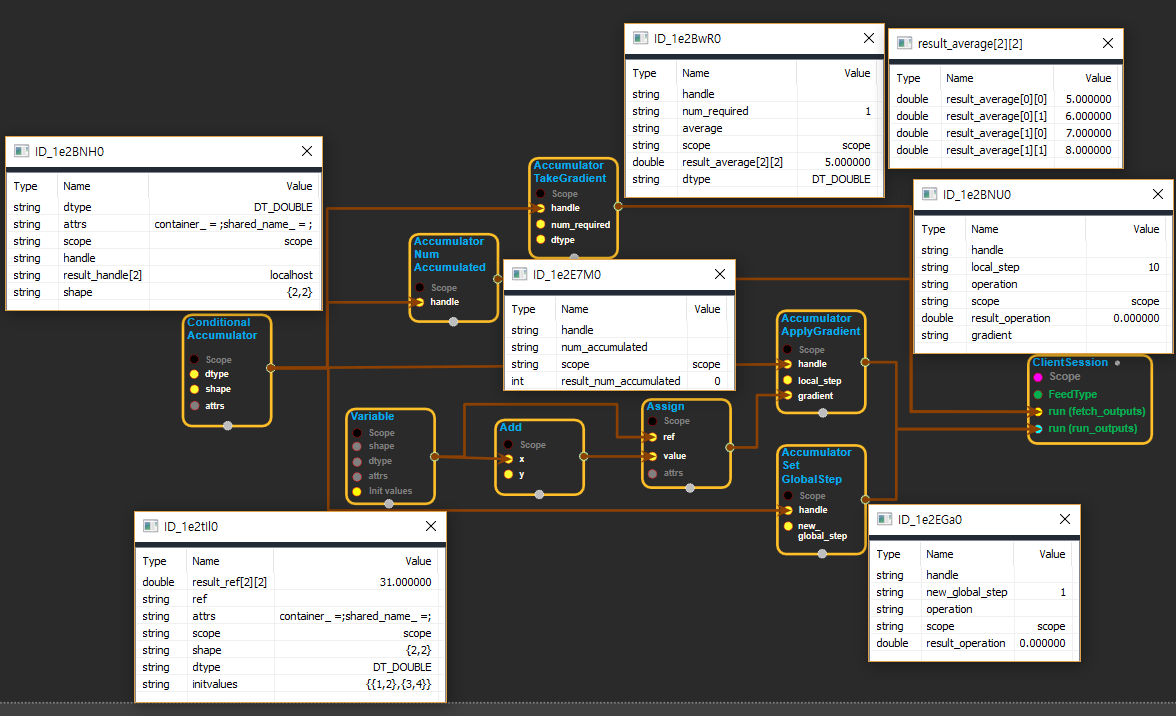 ID_1e2BwR0
Type Name Value
string handle
string num_required 1
string average
string scope scope
double result_average[2][2] 5.000000
string dtype DT_DOUBLE
result_average[2][2]
Type Name Value
double result_average[0][0] 5.000000
double result_average[0][1] 6.000000
double result_average[1][0] 7.000000
double result_average[1][1] 8.000000
ID_1e2BNH0
Type Name Value
string dtype DT_DOUBLE
string attrs container_ = ;shared_name_ = ;
string scope scope
string handle
string result_handle[2] localhost
string shape {2,2}
Accumulator
TakeGradient
Scope
handle
num_required
dtype
ID_1e2BNU0
Type Name Value
string handle
string local_step 10
string operation
string scope scope
double result_operation 0.000000
string gradient
Accumulator
Num
Accumulated
Scope
handle
ID_1e2E7M0
Type Name Value
string handle
string num_accumulated
string scope scope
int result_num_accumulated 0
Conditional
Accumulator
Scope
dtype
shape
attrs
Accumulator
ApplyGradient
Scope
handle
local_step
gradient
ClientSession
Scope
FeedType
run (fetch_outputs)
run (run_outputs)
Variable
Scope
shape
dtype
attrs
Init values
Add
Scope
x
y
Assign
Scope
ref
value
attrs
Accumulator
Set
GlobalStep
Scope
handle
new_
global_step
ID_1e2tIl0
Type Name Value
double result_ref[2][2] 31.000000
string ref
string attrs container_ =;shared_name_ =;
string scope scope
string shape {2,2}
string dtype DT_DOUBLE
string initvalues {{1,2},{3,4}}
ID_1e2EGa0
Type Name Value
string handle
string new_global_step 1
string operation
string scope scope
double result_operation 0.000000